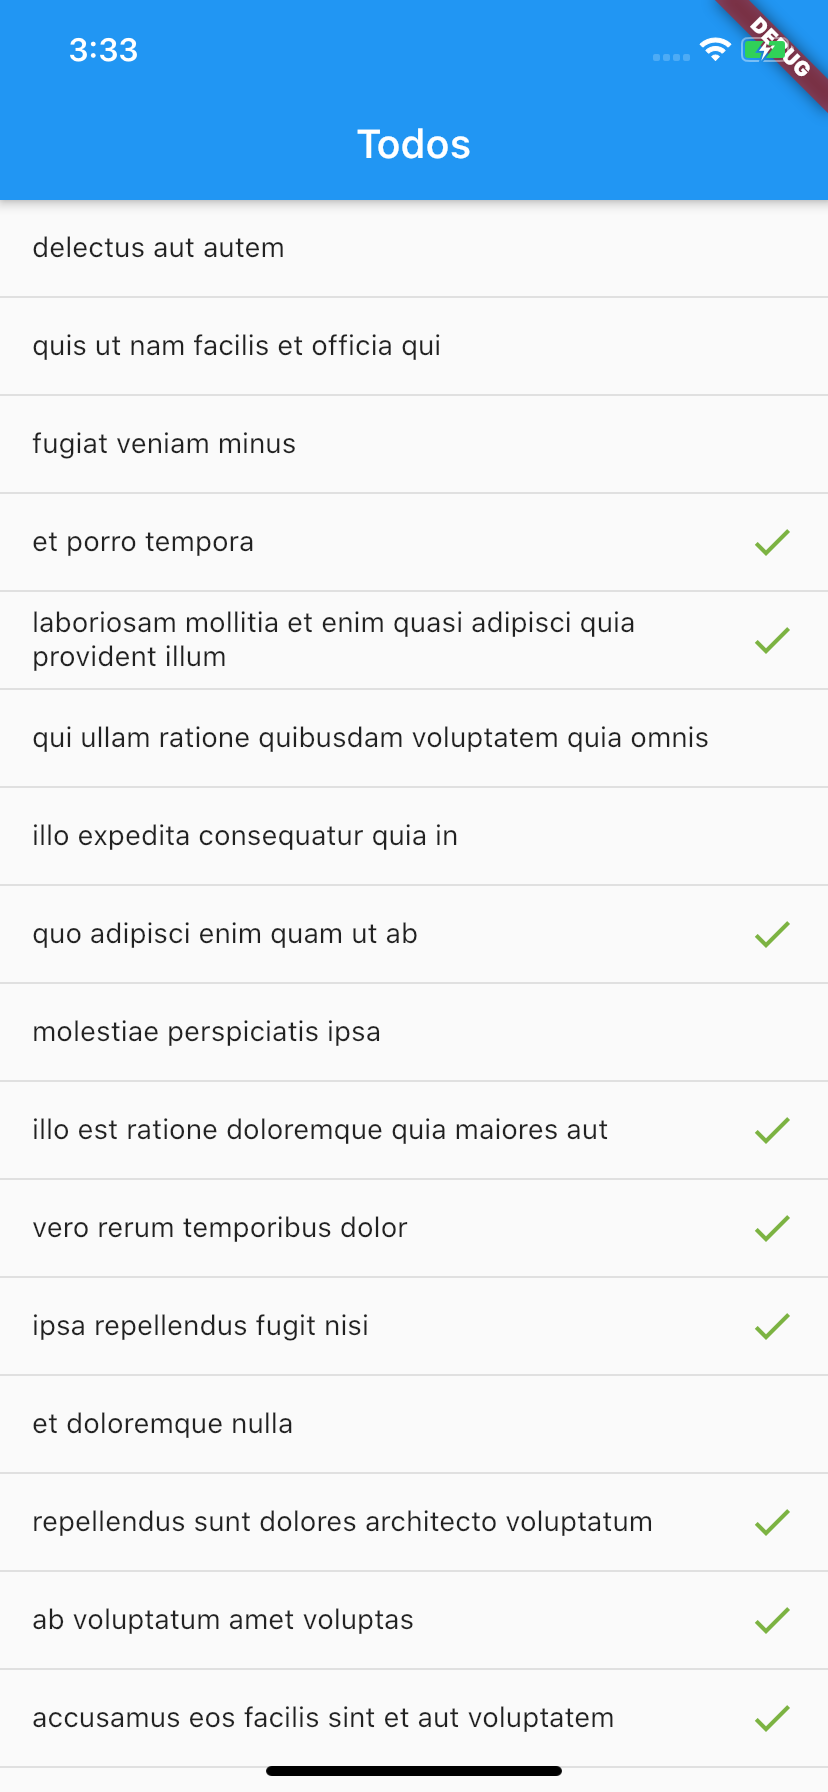 3:33
DEBUG
Todos
delectus aut autem
quis ut nam facilis et officia qui
fugiat veniam minus
et porro tempora
laboriosam mollitia et enim quasi adipisci quia
provident illum
qui ullam ratione quibusdam voluptatem quia omnis
illo expedita consequatur quia in
quo adipisci enim quam ut ab
molestiae perspiciatis ipsa
illo est ratione doloremque quia maiores aut
vero rerum temporibus dolor
ipsa repellendus fugit nisi
et doloremque nulla
repellendus sunt dolores architecto voluptatum
ab voluptatum amet voluptas
accusamus eos facilis sint et aut voluptatem